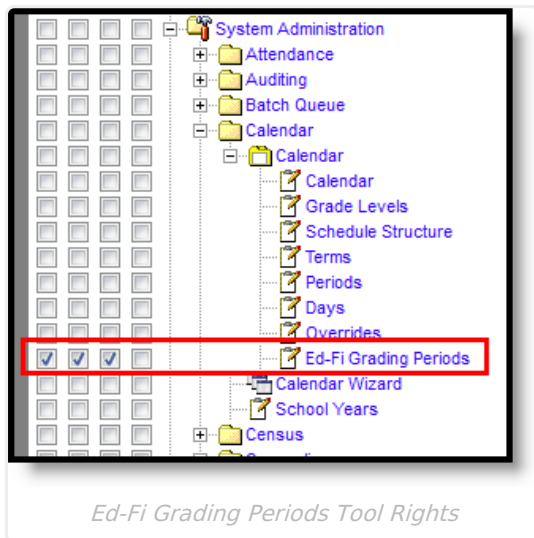 System Administration
Attendance
Auditing
Batch Queue
Calendar
Calendar
Calendar
Grade Levels
Schedule Structure
Terms
Periods
Days
Overrides
Ed-Fi Grading Periods
Calendar Wizard
School Years
Census
Ed-Fi Grading Periods Tool Rights